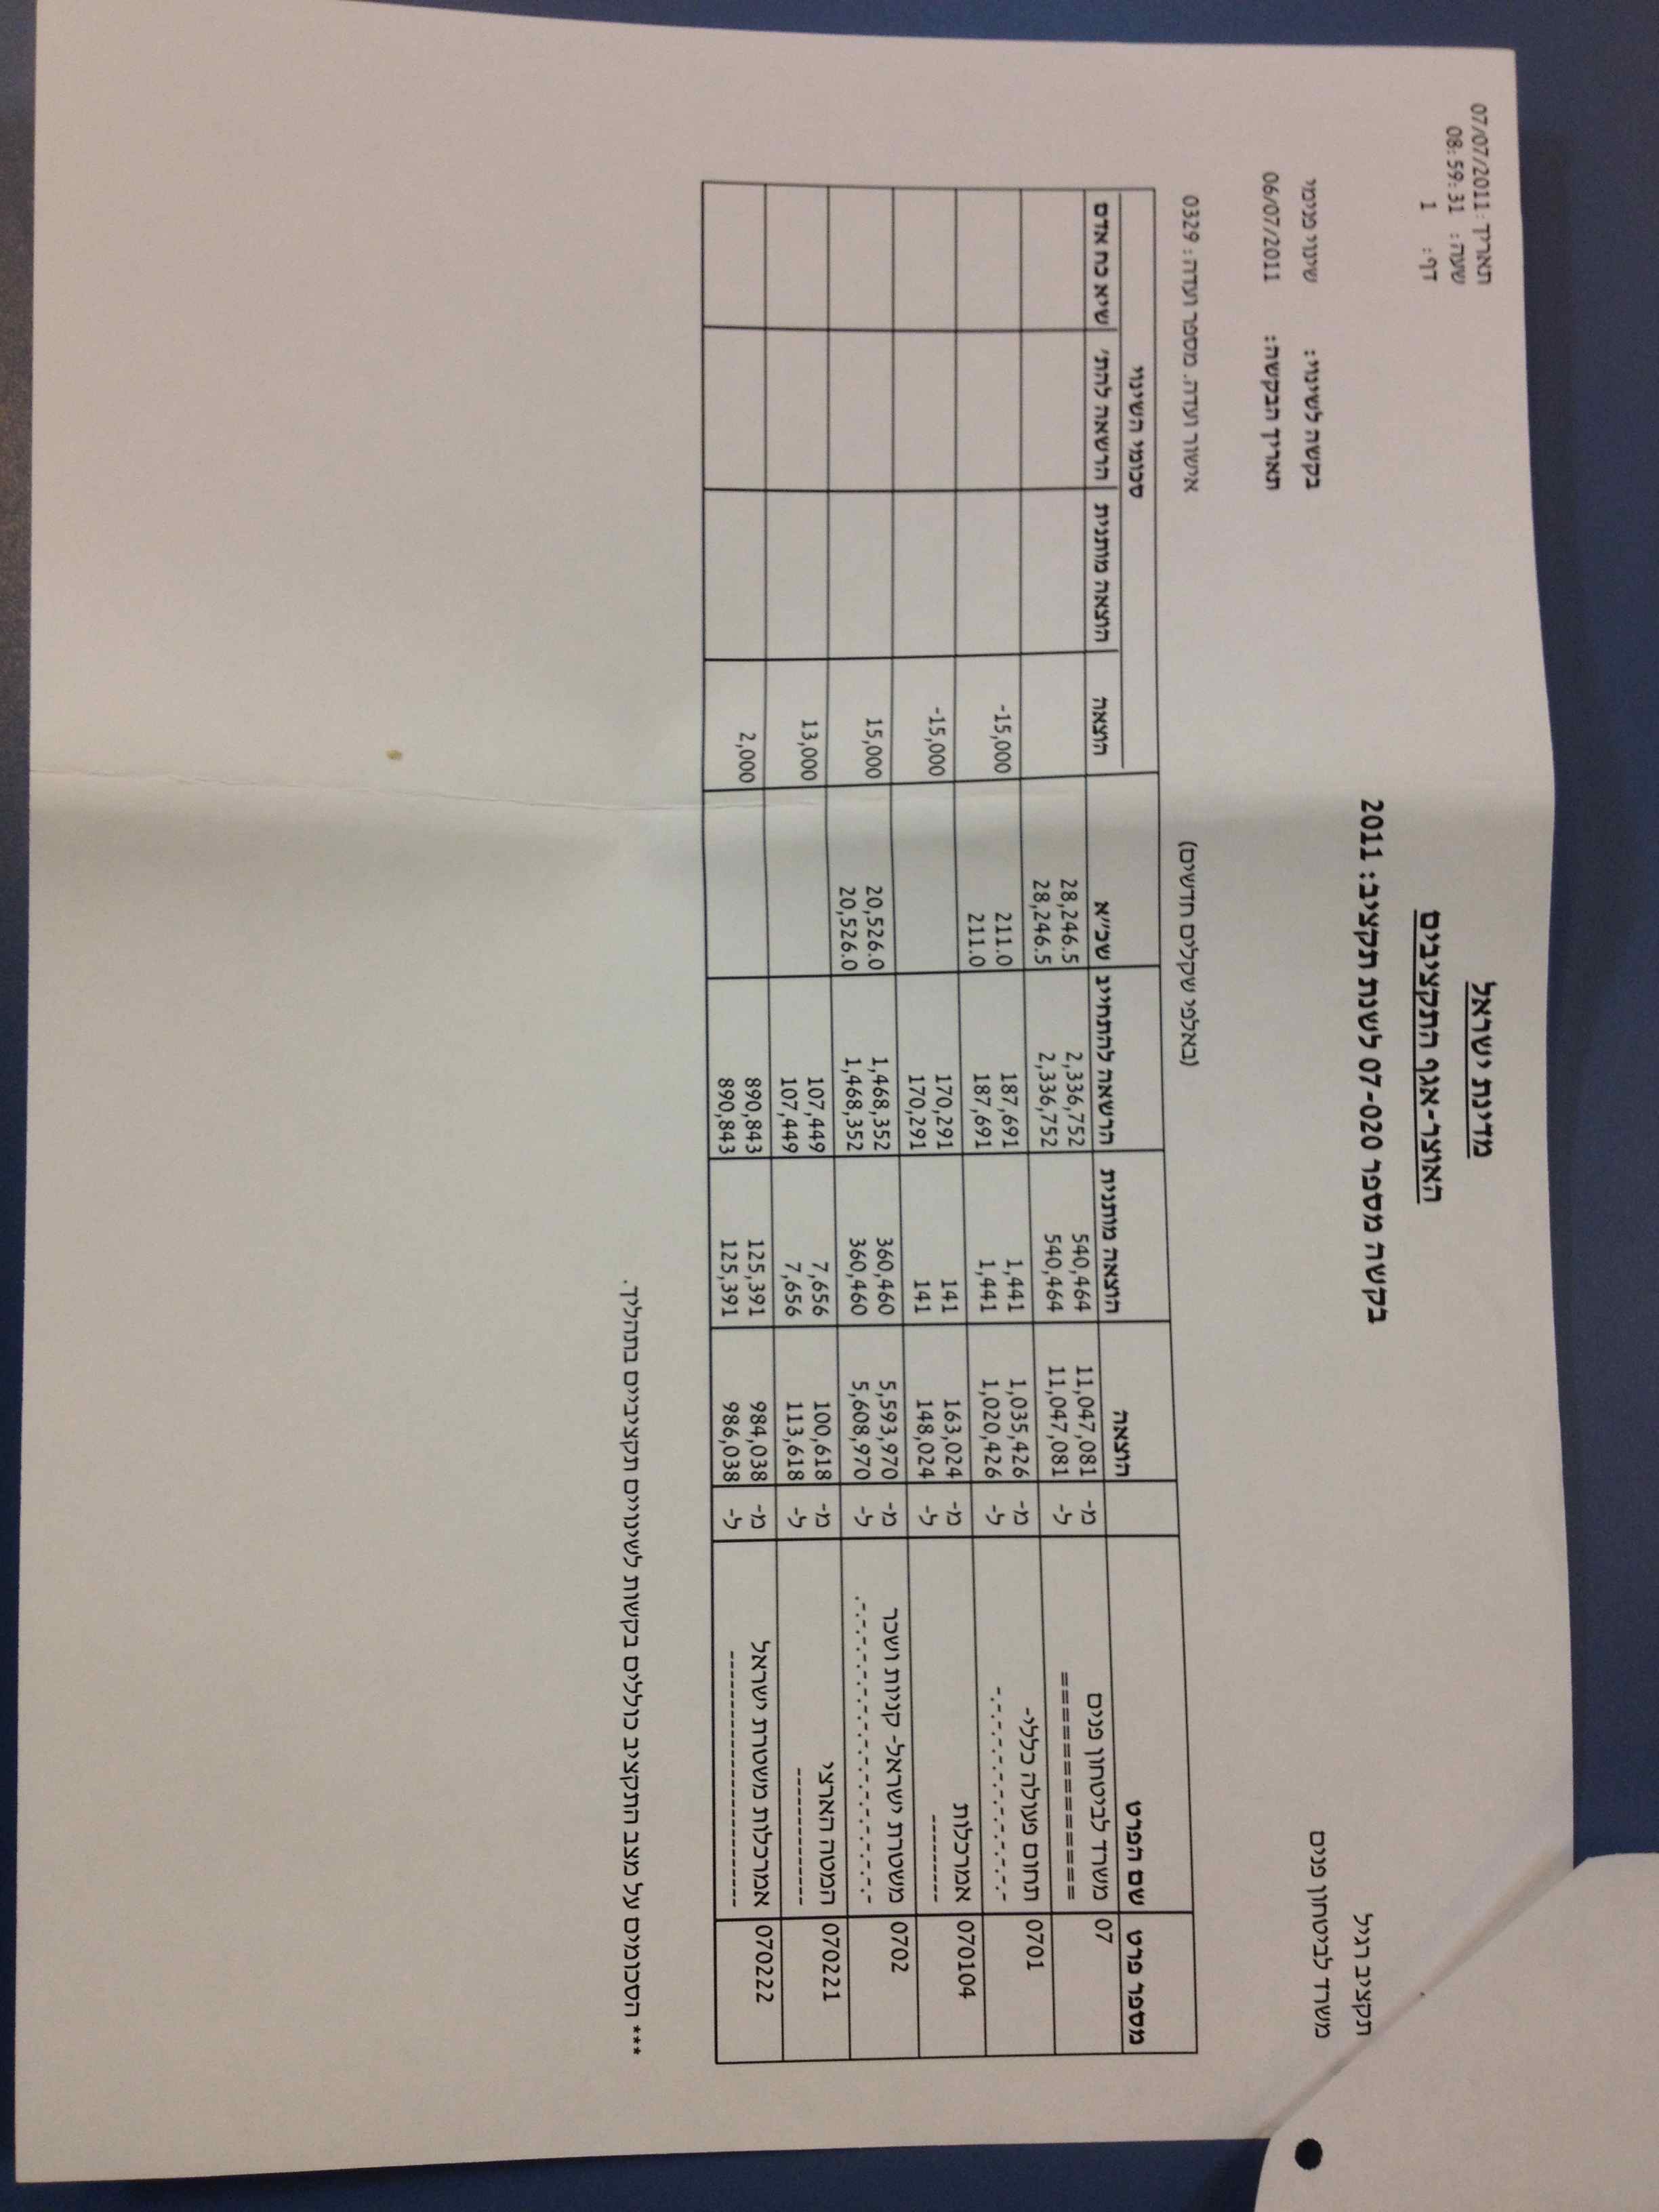 תאריך: 07/07/2011
שעה: 08:59:31
דף: 1
מדינת ישראל
האוצר-אגף התקציבים
בקשה מספר 07-020 לשנת תקציב: 2011
תקציב רגיל
משרד לביטחון פנים
בקשה לשינוי: שינוי פנימי
תאריך הבקשה: 06/07/2011
(באלפי שקלים חדשים)
אישור ועדה. מספר ועדה: 0329
סכומי השינוי
מספר פרט שם הפרט הוצאה הוצאה מותנית הרשאה להתחייב שכ"א הוצאה הוצאה מותנית הרשאה להת' שיא כח אדם
07 משרד לביטחון פנים מ- 11,047,081 540,464 2,336,752 28,246.5
============= ל- 11,047,081 540,464 2,336,752 28,246.5
0701 תחום פעולה כללי- מ- 1,035,426 1,441 187,691 211.0 -15,000
-.-.-.-.-.-.-.-.-.- ל- 1,020,426 1,441 187,691 211.0
070104 אמרכלות מ- 163,024 141 170,291 -15,000
--------- ל- 148,024 141 170,291
0702 משטרת ישראל- קניות ושכר מ- 5,593,970 360,460 1,468,352 20,526.0 15,000
-.-.-.-.-.-.-.-.-.-.-.-.-.-.-. ל- 5,608,970 360,460 1,468,352 20,526.0
070221 המטה הארצי מ- 100,618 7,656 107,449 13,000
------------- ל- 113,618 7,656 107,449
070222 אמרכלות משטרת ישראל מ- 984,038 125,391 890,843 2,000
------------------------ ל- 986,038 125,391 890,843
*** הסכומים על מצב התקציב כוללים בקשות לשינויים תקציביים בתהליך.